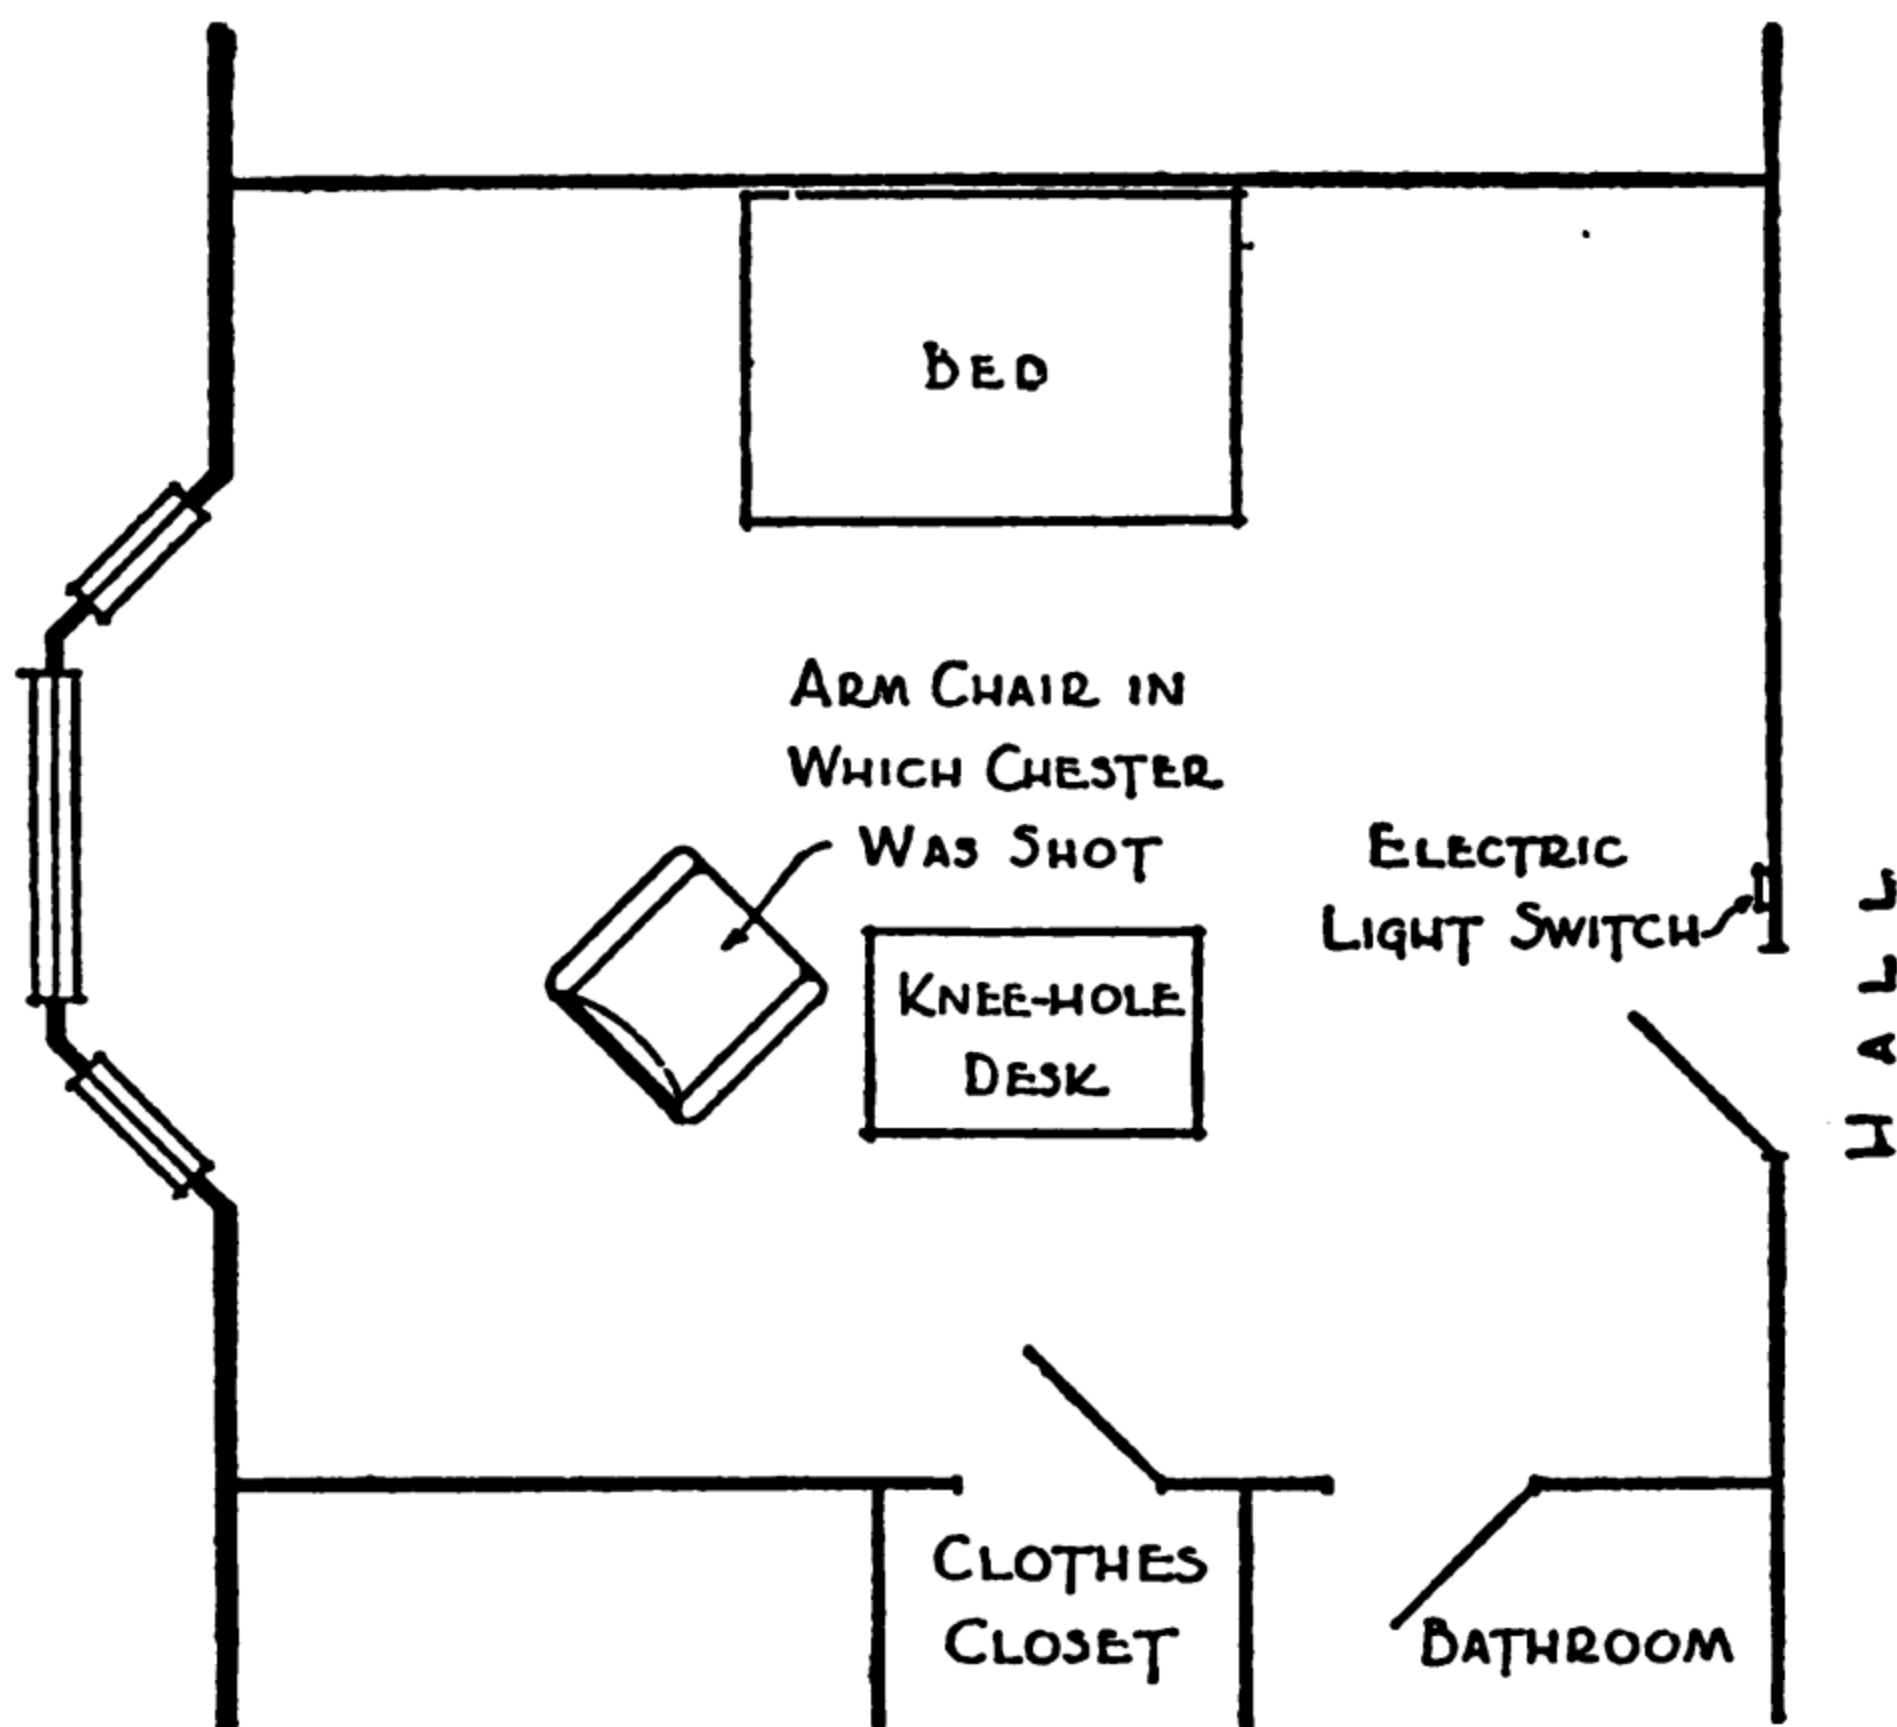 BED
ARM CHAIR IN
WHICH CHESTER
WAS SHOT
ELECTRIC
LIGHT SWITCH
HALL
KNEE-HOLE
DESK
CLOTHES
CLOSET
BATHROOM